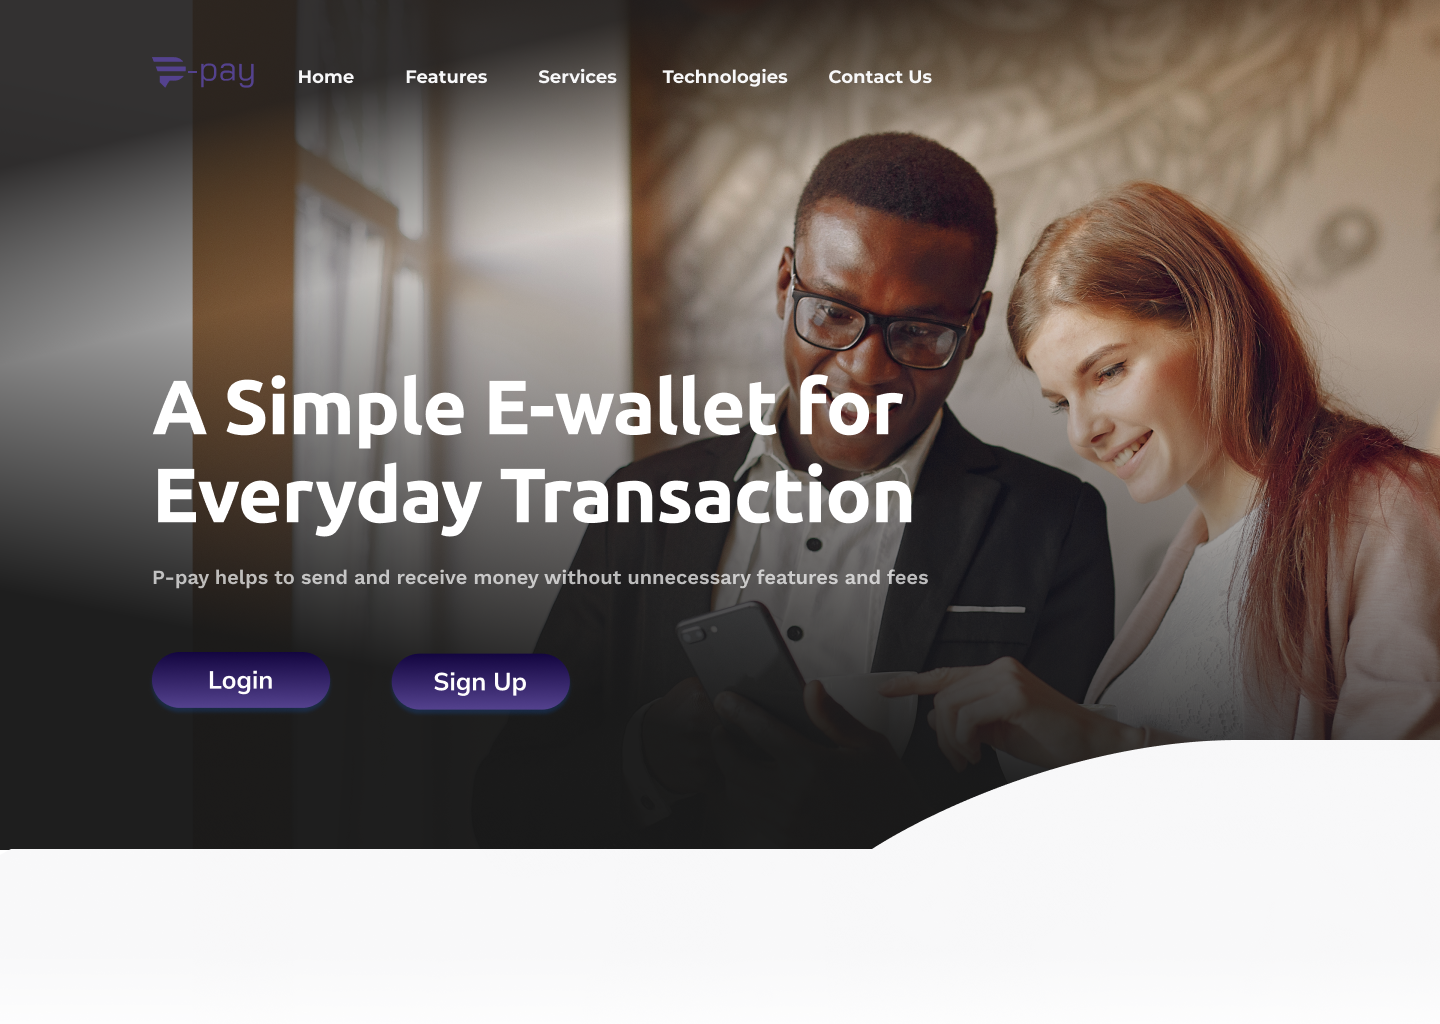 -pay Home Features Services Technologies Contact Us
A Simple E-wallet for
Everyday Transaction
P-pay helps to send and receive money without unnecessary features and fees
Login Sign Up